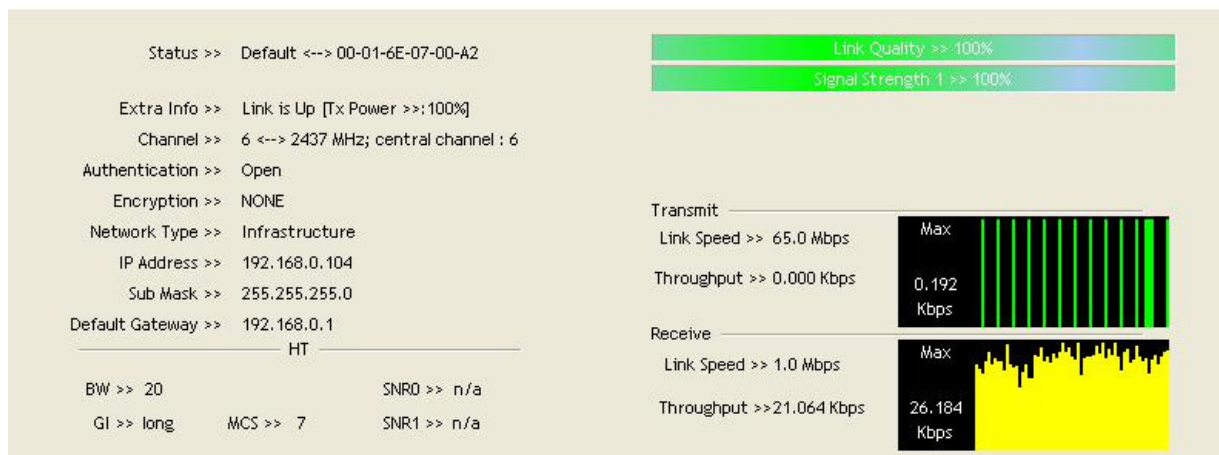 Status >> Default <--> 00-01-6E-07-00-A2
Extra Info >> Link is Up [Tx Power >>:100%]
Channel >> 6 <--> 2437 MHz; central channel : 6
Authentication >> Open
Encryption >> NONE
Network Type >> Infrastructure
IP Address >> 192.168.0.104
Sub Mask >> 255.255.255.0
Default Gateway >> 192.168.0.1
HT
BW >> 20
SNR0 >> n/a
GI >> long
MCS >> 7
SNR1 >> n/a
Link Quality >> 100%
Signal Strength 1 >> 100%
Transmit
Link Speed >> 65.0 Mbps
Throughput >> 0.000 Kbps
Max
0.192
Kbps
Receive
Link Speed >> 1.0 Mbps
Throughput >>21.064 Kbps
Max
26.184
Kbps